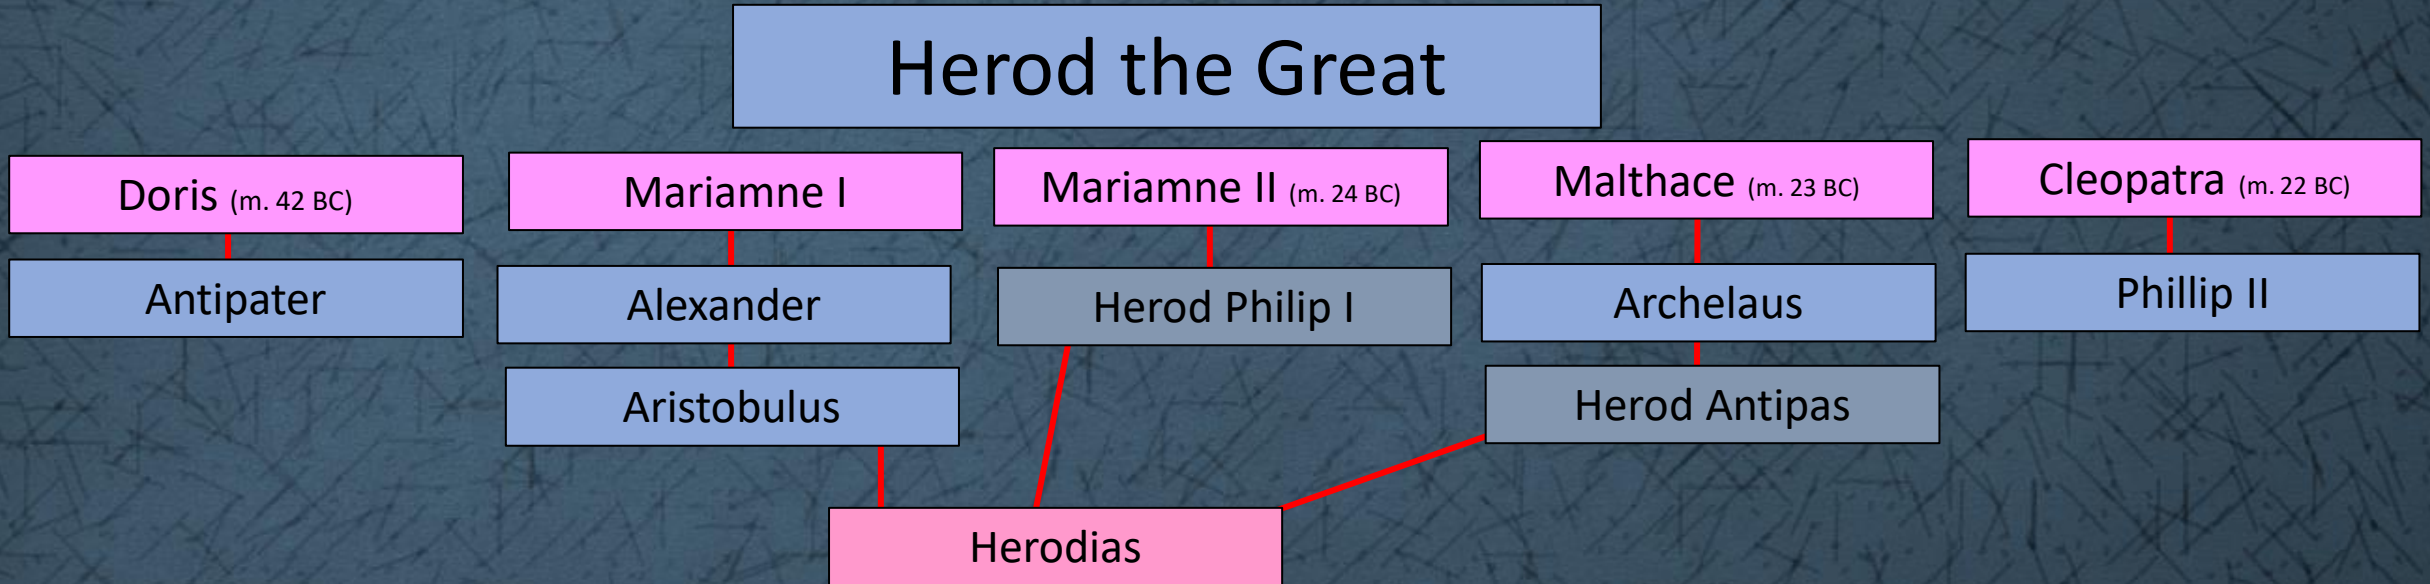 Herod the Great
Doris (m. 42 BC)
Mariamne I
Mariamne II (m. 24 BC)
Malthace (m. 23 BC)
Cleopatra (m. 22 BC)
Antipater
Alexander
Herod Philip I
Archelaus
Phillip II
Aristobulus
Herod Antipas
Herodias